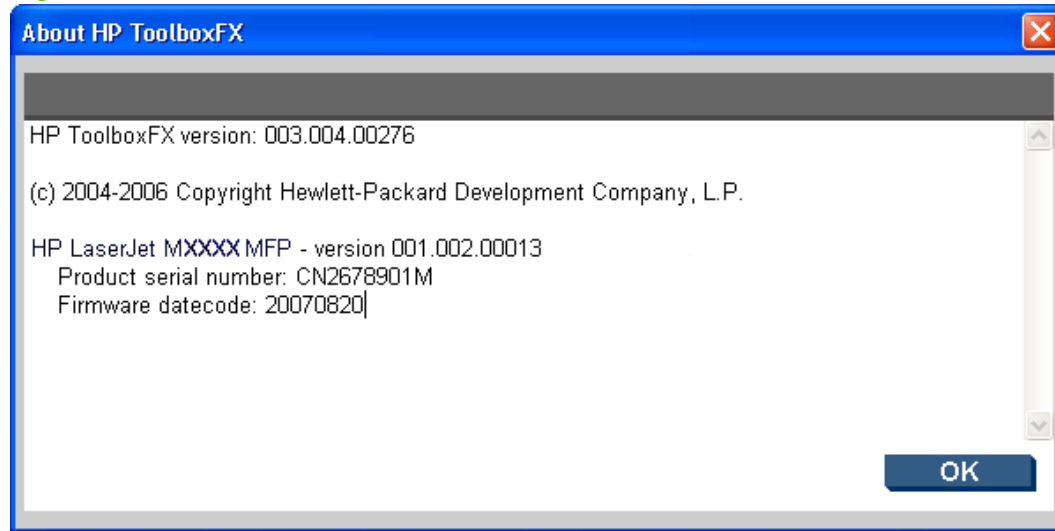 About HP ToolboxFX
HP ToolboxFX version: 003.004.00276
(c) 2004-2006 Copyright Hewlett-Packard Development Company, L.P.
HP LaserJet MXXXX MFP - version 001.002.00013
Product serial number: CN2678901M
Firmware datecode: 20070820
OK